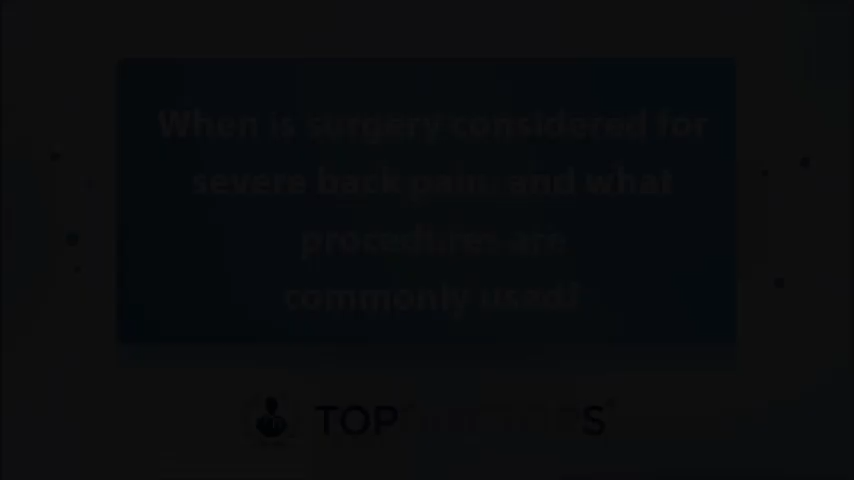 When is surgery considered for
severe back pain, and what
procedures are
commonly used?
TOP